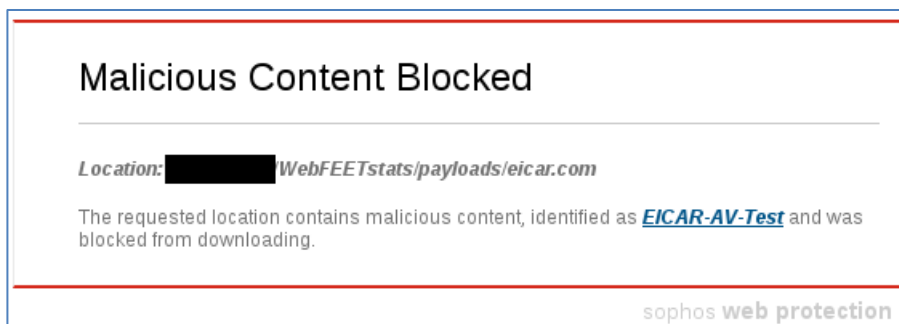 Malicious Content Blocked
Location: /WebFEETstats/payloads/eicar.com
The requested location contains malicious content, identified as EICAR-AV-Test and was
blocked from downloading.
sophos web protection